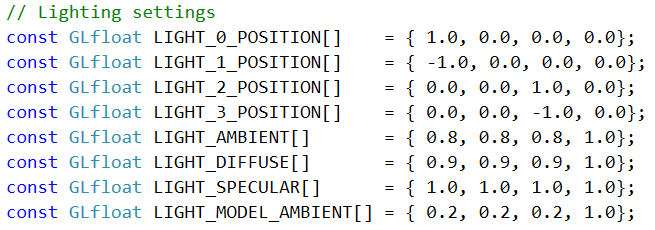 // Lighting settings
const GLfloat LIGHT_0_POSITION[]    = { 1.0, 0.0, 0.0, 0.0};
const GLfloat LIGHT_1_POSITION[]    = { -1.0, 0.0, 0.0, 0.0};
const GLfloat LIGHT_2_POSITION[]    = { 0.0, 0.0, 1.0, 0.0};
const GLfloat LIGHT_3_POSITION[]    = { 0.0, 0.0, -1.0, 0.0};
const GLfloat LIGHT_AMBIENT[]       = { 0.8, 0.8, 0.8, 1.0};
const GLfloat LIGHT_DIFFUSE[]       = { 0.9, 0.9, 0.9, 1.0};
const GLfloat LIGHT_SPECULAR[]      = { 1.0, 1.0, 1.0, 1.0};
const GLfloat LIGHT_MODEL_AMBIENT[] = { 0.2, 0.2, 0.2, 1.0};